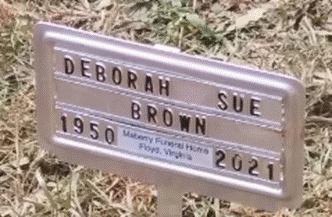 DEBORAH SUE
BROWN
1950 2021
Maberry Funeral Home
Floyd, Virginia